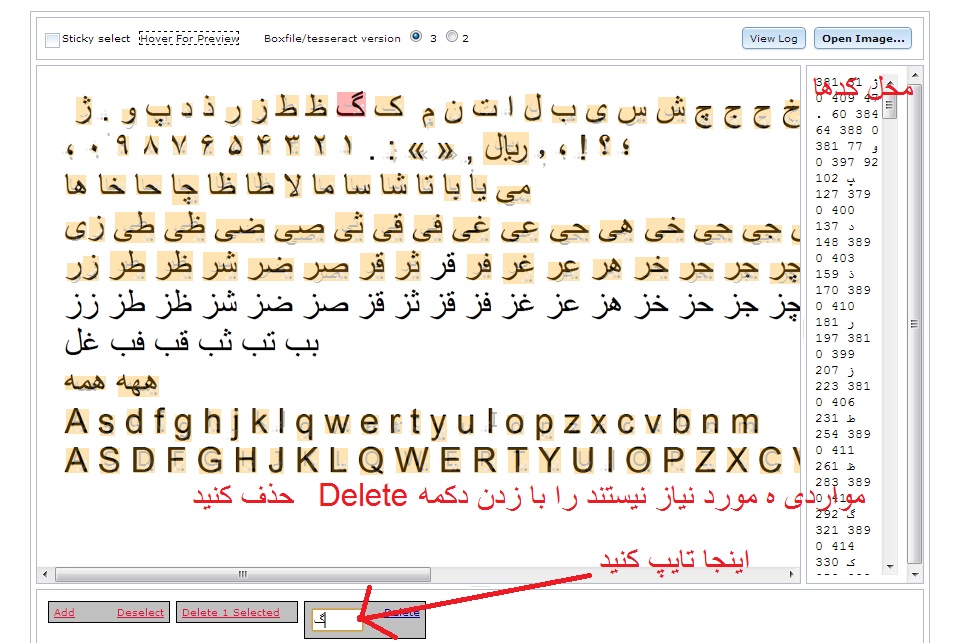 Sticky select Hover For Preview Boxfile/tesseract version 3 2 View Log Open Image...
خ ح ج چ ش س ی ب ل ا ت ن م ک گ ظ ط ز ر ذ د پ و . ژ
؛ ؟ ! ، , ریال , » « : . ۱ ۲ ۳ ۴ ۵ ۶ ۷ ۸ ۹ ۰ ،
می یا با تا شا سا ما لا طا ظا چا حا خا ها
جی حی خی هی جی عی غی فی قی ثی صی ضی ظی طی زی
چر جر حر خر هر عر غر فر قر ثر قر صر ضر شر ظر طر زر
چز جز حز خز هز عز غز فز قز ثز قز صز ضز شز ظز طز زز
بب تب ثب قب فب غل
ههه همه
A s d f g h j k l q w e r t y u I o p z x c v b n m
A S D F G H J K L Q W E R T Y U I O P Z X C
مواردی ه مورد نیاز نیستند را با زدن دکمه Delete حذف کنید
اینجا تایپ کنید
محل کدها
ژ 61 381
0 409 47
. 60 384
64 388 0
و 77 381
0 397 92
پ 102
127 379
0 400
د 137
148 389
0 403
ذ 159
170 389
0 410
ر 181
197 381
0 399
ز 207
223 381
0 406
ط 231
254 389
0 411
ظ 261
283 389
گ 292
321 389
0 414
ک 330
Add Deselect Delete 1 Selected گ Delete